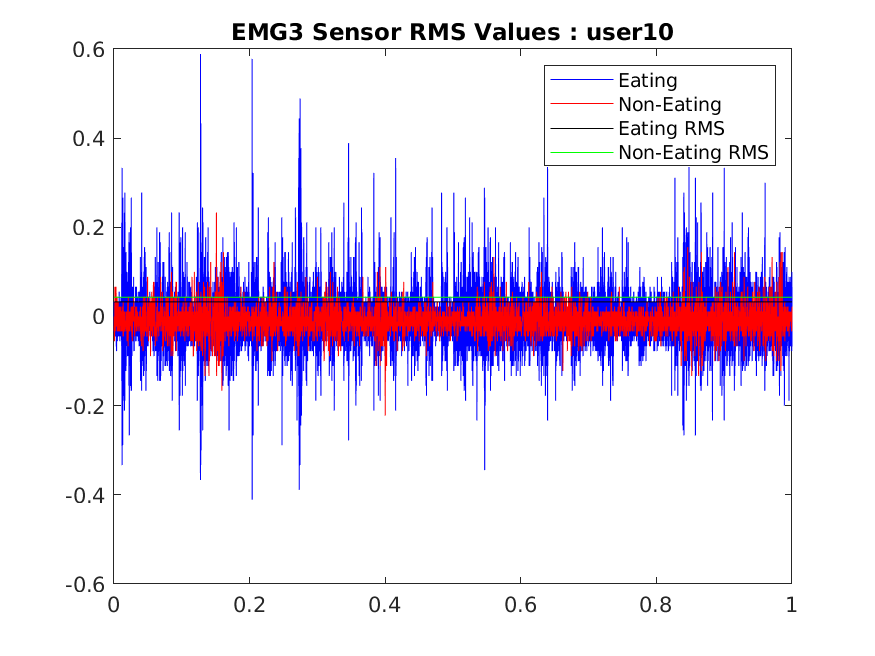 EMG3 Sensor RMS Values : user10
0.6
0.4
0.2
0
-0.2
-0.4
-0.6
Eating
Non-Eating
Eating RMS
Non-Eating RMS
0 0.2 0.4 0.6 0.8 1